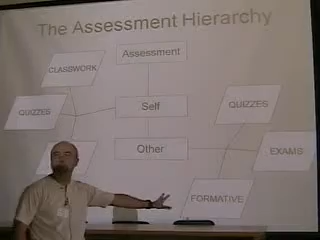 The Assessment Hierarchy
Assessment
CLASSWORK
QUIZZES
Self
QUIZZES
Other
EXAMS
FORMATIVE